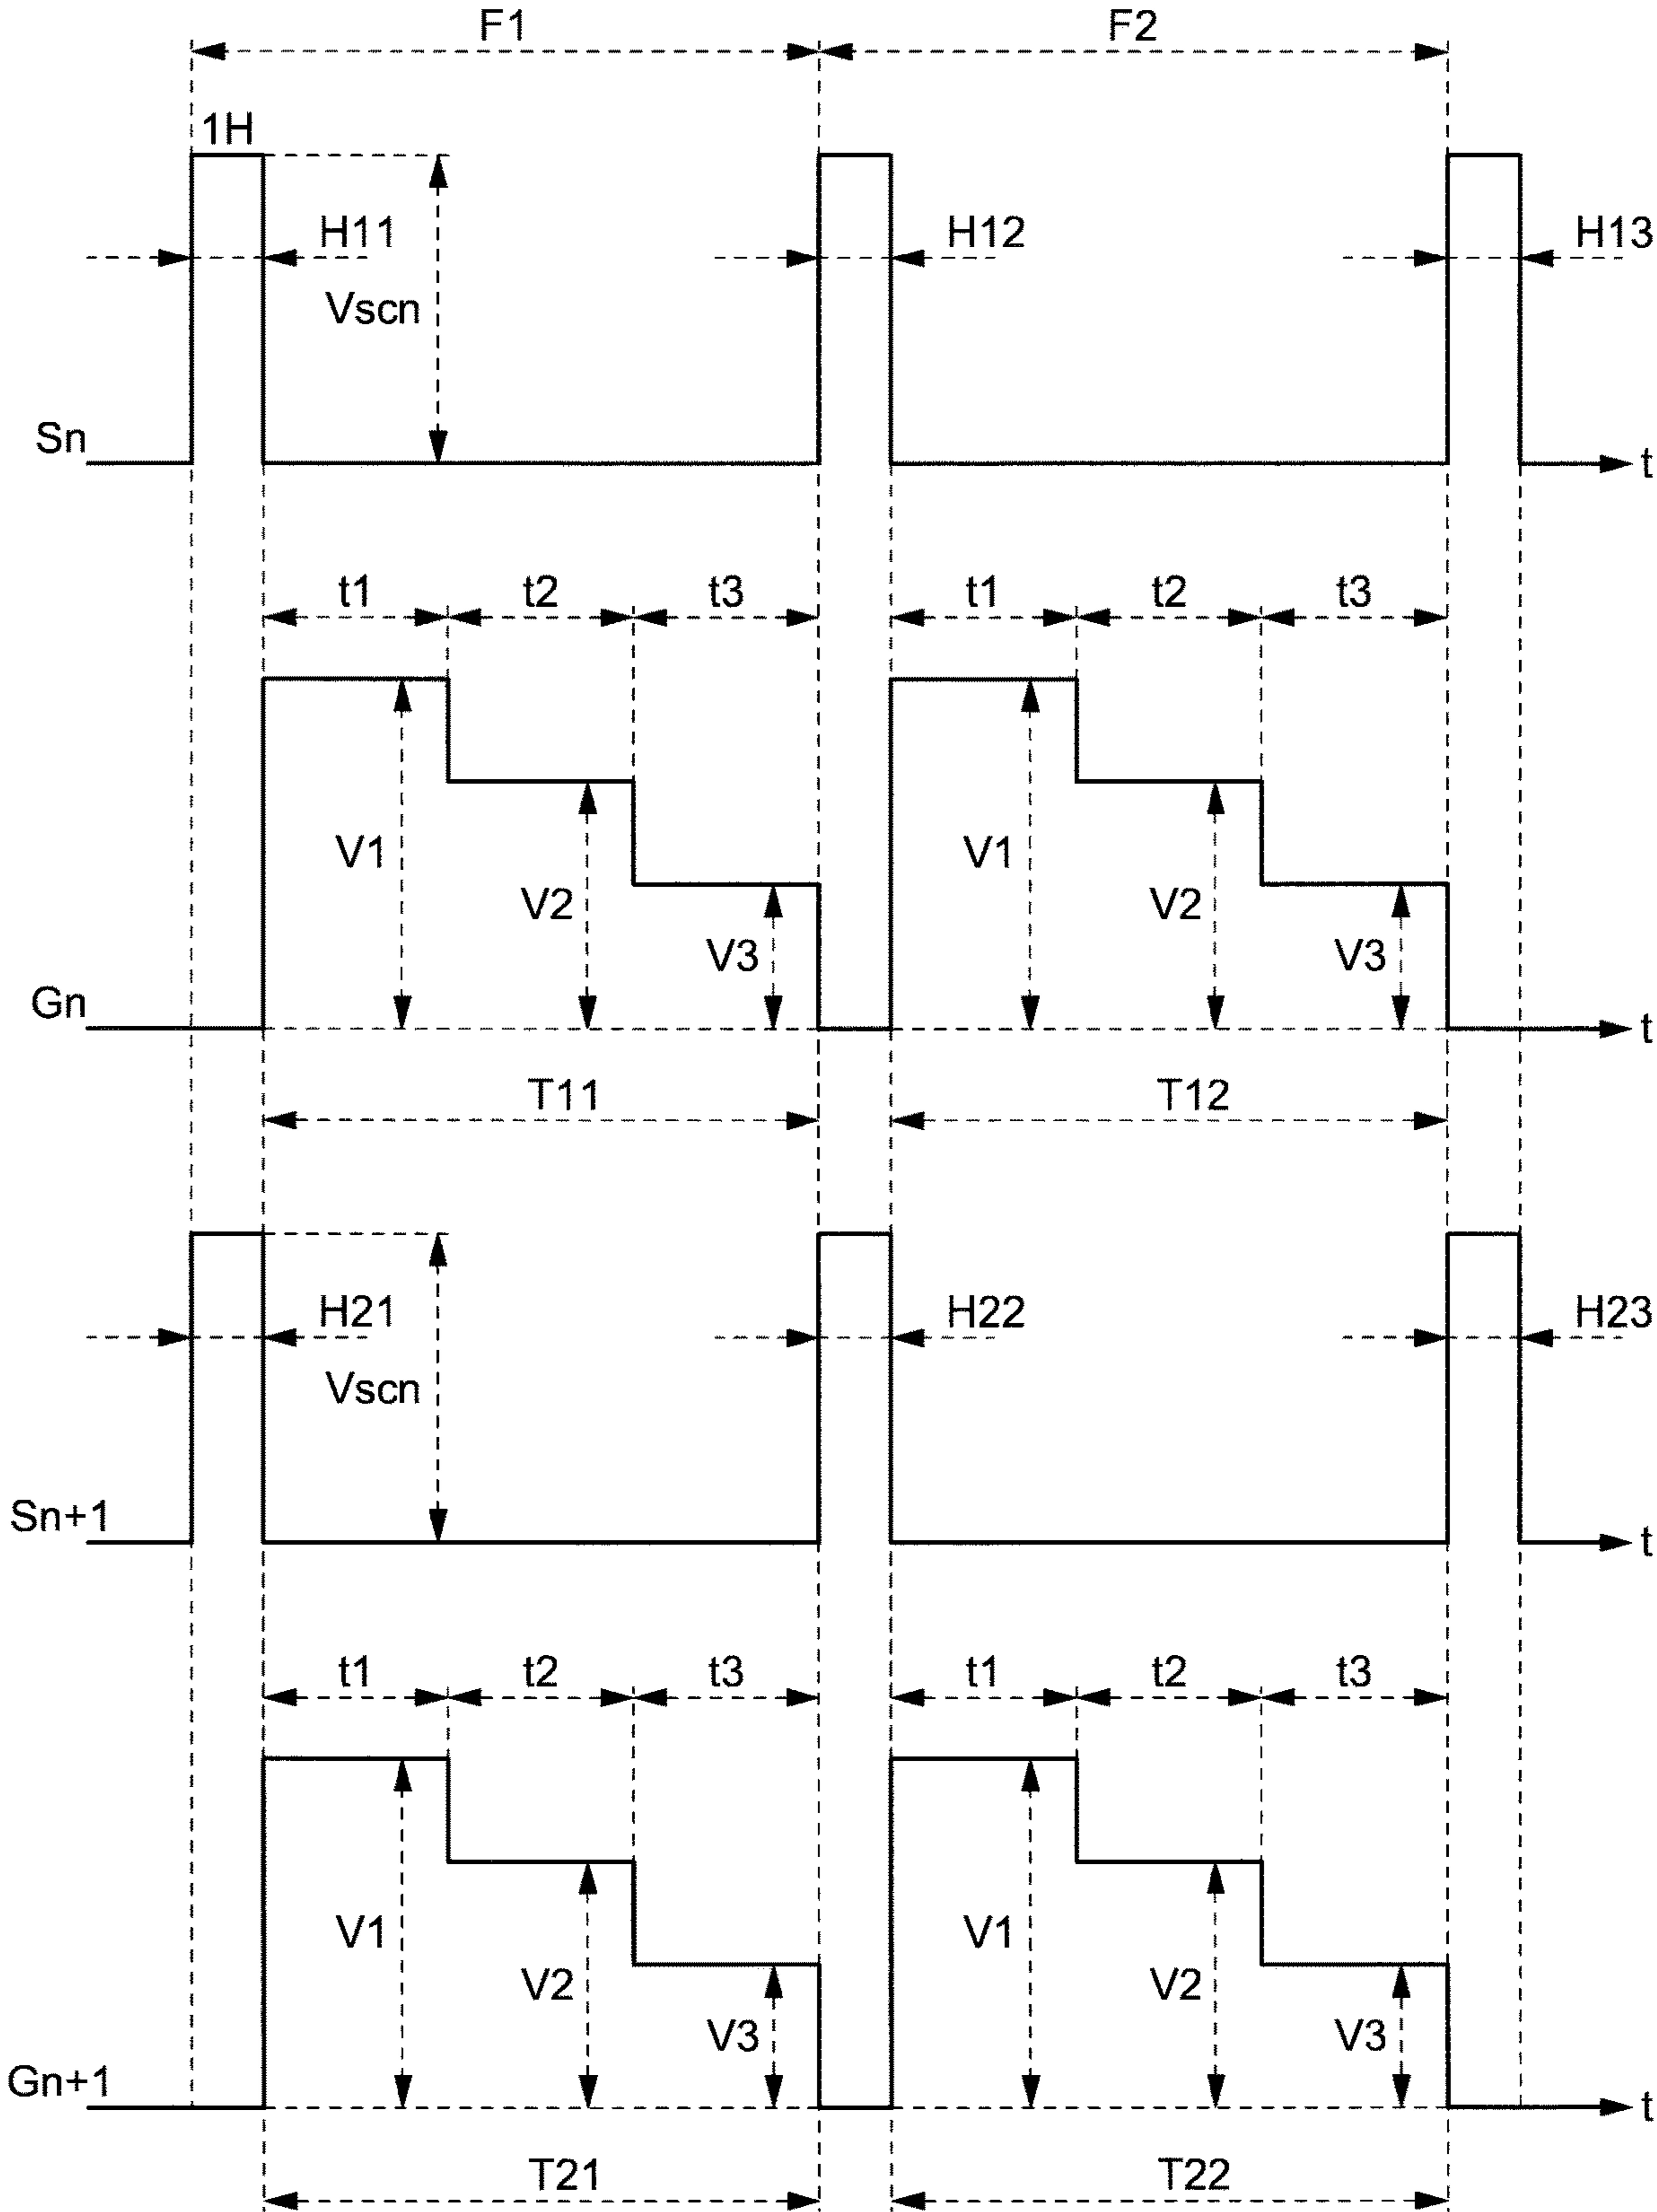 F1 F2
1H
H11 H12 H13
Vscn
Sn t
t1 t2 t3 t1 t2 t3
V1 V1
V2 V2
V3 V3
Gn t
T11 T12
H21 H22 H23
Vscn
Sn+1 t
t1 t2 t3 t1 t2 t3
V1 V1
V2 V2
V3 V3
Gn+1 t
T21 T22